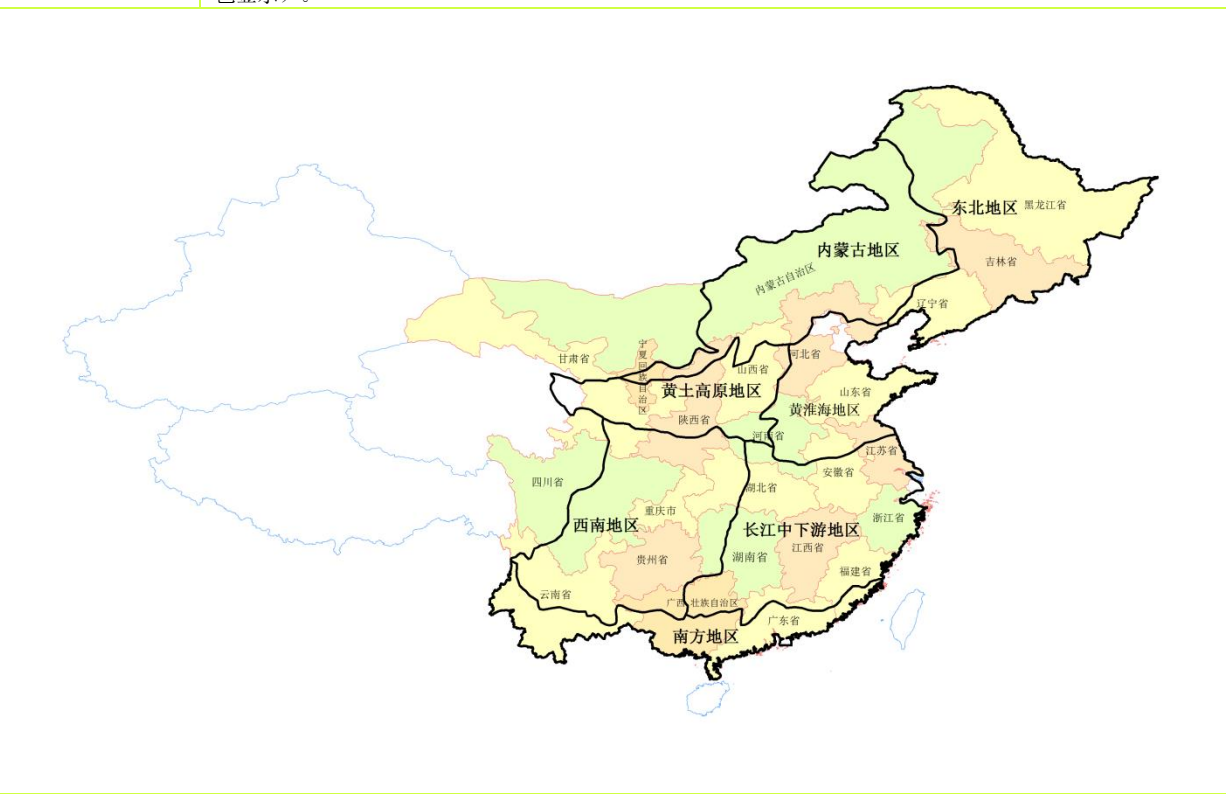 东北地区
黑龙江省
内蒙古地区
吉林省
内蒙古自治区
辽宁省
宁夏回族自治区
甘肃省
河北省
山西省
黄土高原地区
山东省
黄淮海地区
陕西省
河南省
江苏省
安徽省
四川省
湖北省
重庆市
浙江省
西南地区
长江中下游地区
江西省
贵州省
湖南省
福建省
云南省
广西 壮族自治区
广东省
南方地区